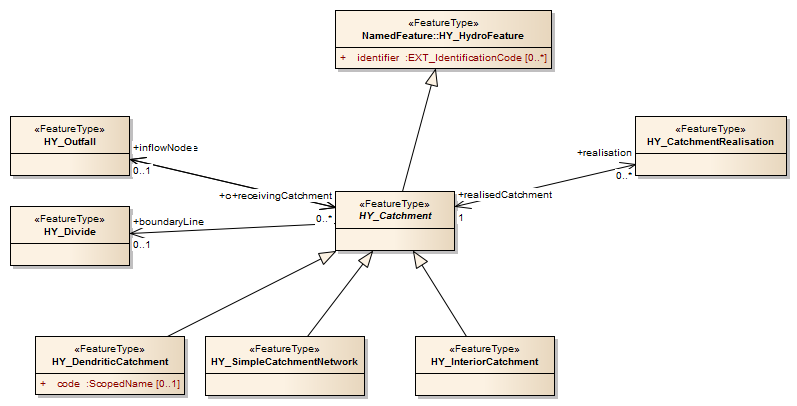 «FeatureType»
NamedFeature::HY_HydroFeature
+ identifier :EXT_IdentificationCode [0..*]
«FeatureType»
HY_Outfall
«FeatureType»
HY_CatchmentRealisation
+inflowNodes
0..1
+realisation
0..*
+o+receivingCatchment
0..*
«FeatureType»
HY_Catchment
+realisedCatchment
1
«FeatureType»
HY_Divide
+boundaryLine
0..1
«FeatureType»
HY_DendriticCatchment
+ code :ScopedName [0..1]
«FeatureType»
HY_SimpleCatchmentNetwork
«FeatureType»
HY_InteriorCatchment